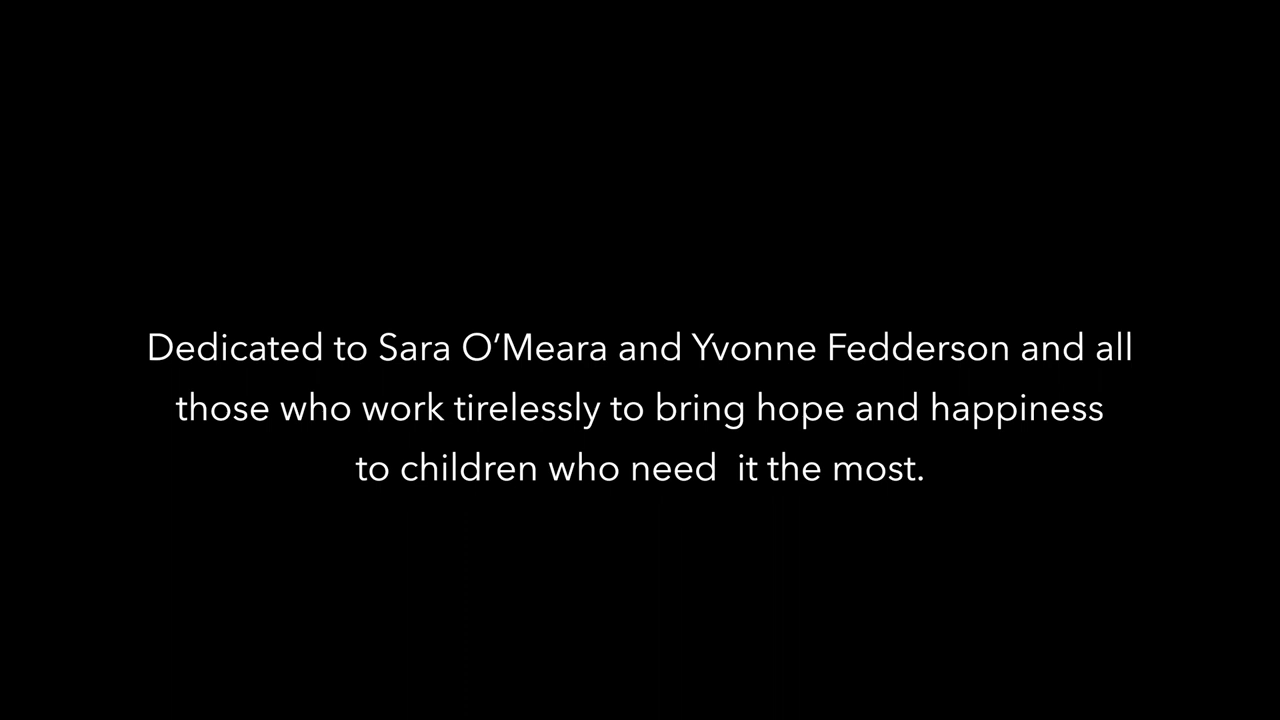 Dedicated to Sara O‘Meara and Yvonne Fedderson and all
those who work tirelessly to bring hope and happiness
to children who need  it the most.